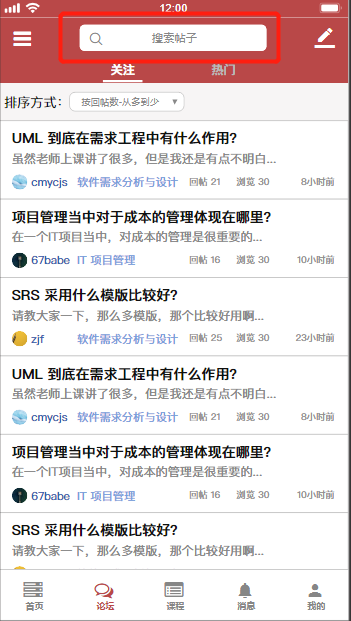 12:00
搜索帖子
关注 热门
排序方式： 按回帖数-从多到少
UML 到底在需求工程中有什么作用?
虽然老师上课讲了很多，但是我还是有点不明白...
cmycjs 软件需求分析与设计 回帖 21 浏览 30 8小时前
项目管理当中对于成本的管理体现在哪里?
在一个IT项目当中，对成本的管理是很重要的...
67babe IT 项目管理 回帖 16 浏览 30 10小时前
SRS 采用什么模版比较好?
请教大家一下，那么多模版，那个比较好用啊...
zjf 软件需求分析与设计 回帖 25 浏览 30 23小时前
UML 到底在需求工程中有什么作用?
虽然老师上课讲了很多，但是我还是有点不明白...
cmycjs 软件需求分析与设计 回帖 21 浏览 30 8小时前
项目管理当中对于成本的管理体现在哪里?
在一个IT项目当中，对成本的管理是很重要的...
67babe IT 项目管理 回帖 16 浏览 30 10小时前
SRS 采用什么模版比较好?
请教大家一下，那么多模版，那个比较好用啊...
首页 论坛 课程 消息 我的